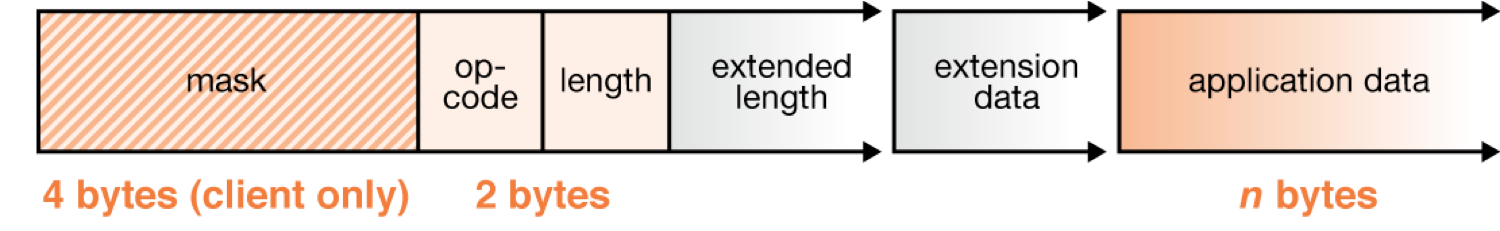 mask
op-
code
length
extended
length
extension
data
application data
4 bytes (client only)
2 bytes
n bytes